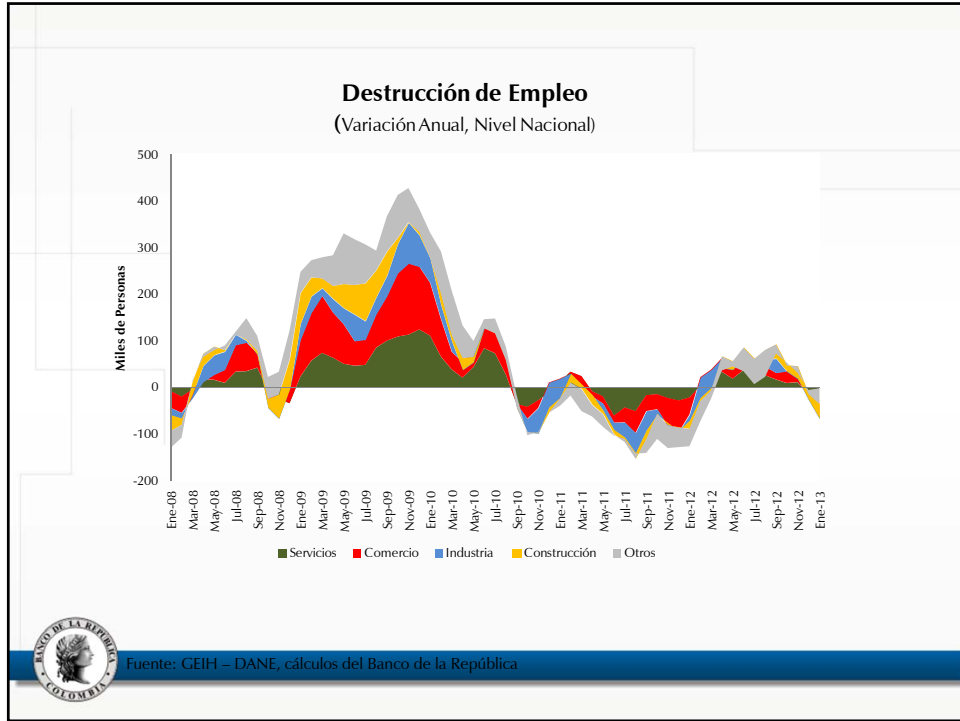 Destrucción de Empleo
(Variación Anual, Nivel Nacional)
Miles de Personas
500
400
300
200
100
0
-100
-200
Ene-08
Mar-08
May-08
Jul-08
Sep-08
Nov-08
Ene-09
Mar-09
May-09
Jul-09
Sep-09
Nov-09
Ene-10
Mar-10
May-10
Jul-10
Sep-10
Nov-10
Ene-11
Mar-11
May-11
Jul-11
Sep-11
Nov-11
Ene-12
Mar-12
May-12
Jul-12
Sep-12
Nov-12
Ene-13
Servicios Comercio Industria Construcción Otros
BANCO DE LA REPÚBLICA
COLOMBIA
Fuente: GEIH – DANE, cálculos del Banco de la República